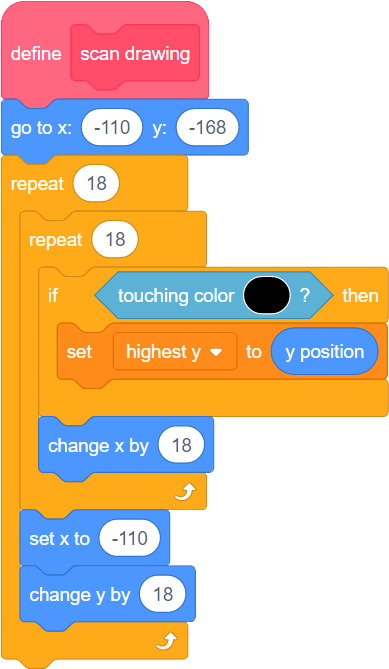 define scan drawing
go to x: -110 y: -168
repeat 18
repeat 18
if touching color ? then
set highest y to y position
change x by 18
set x to -110
change y by 18